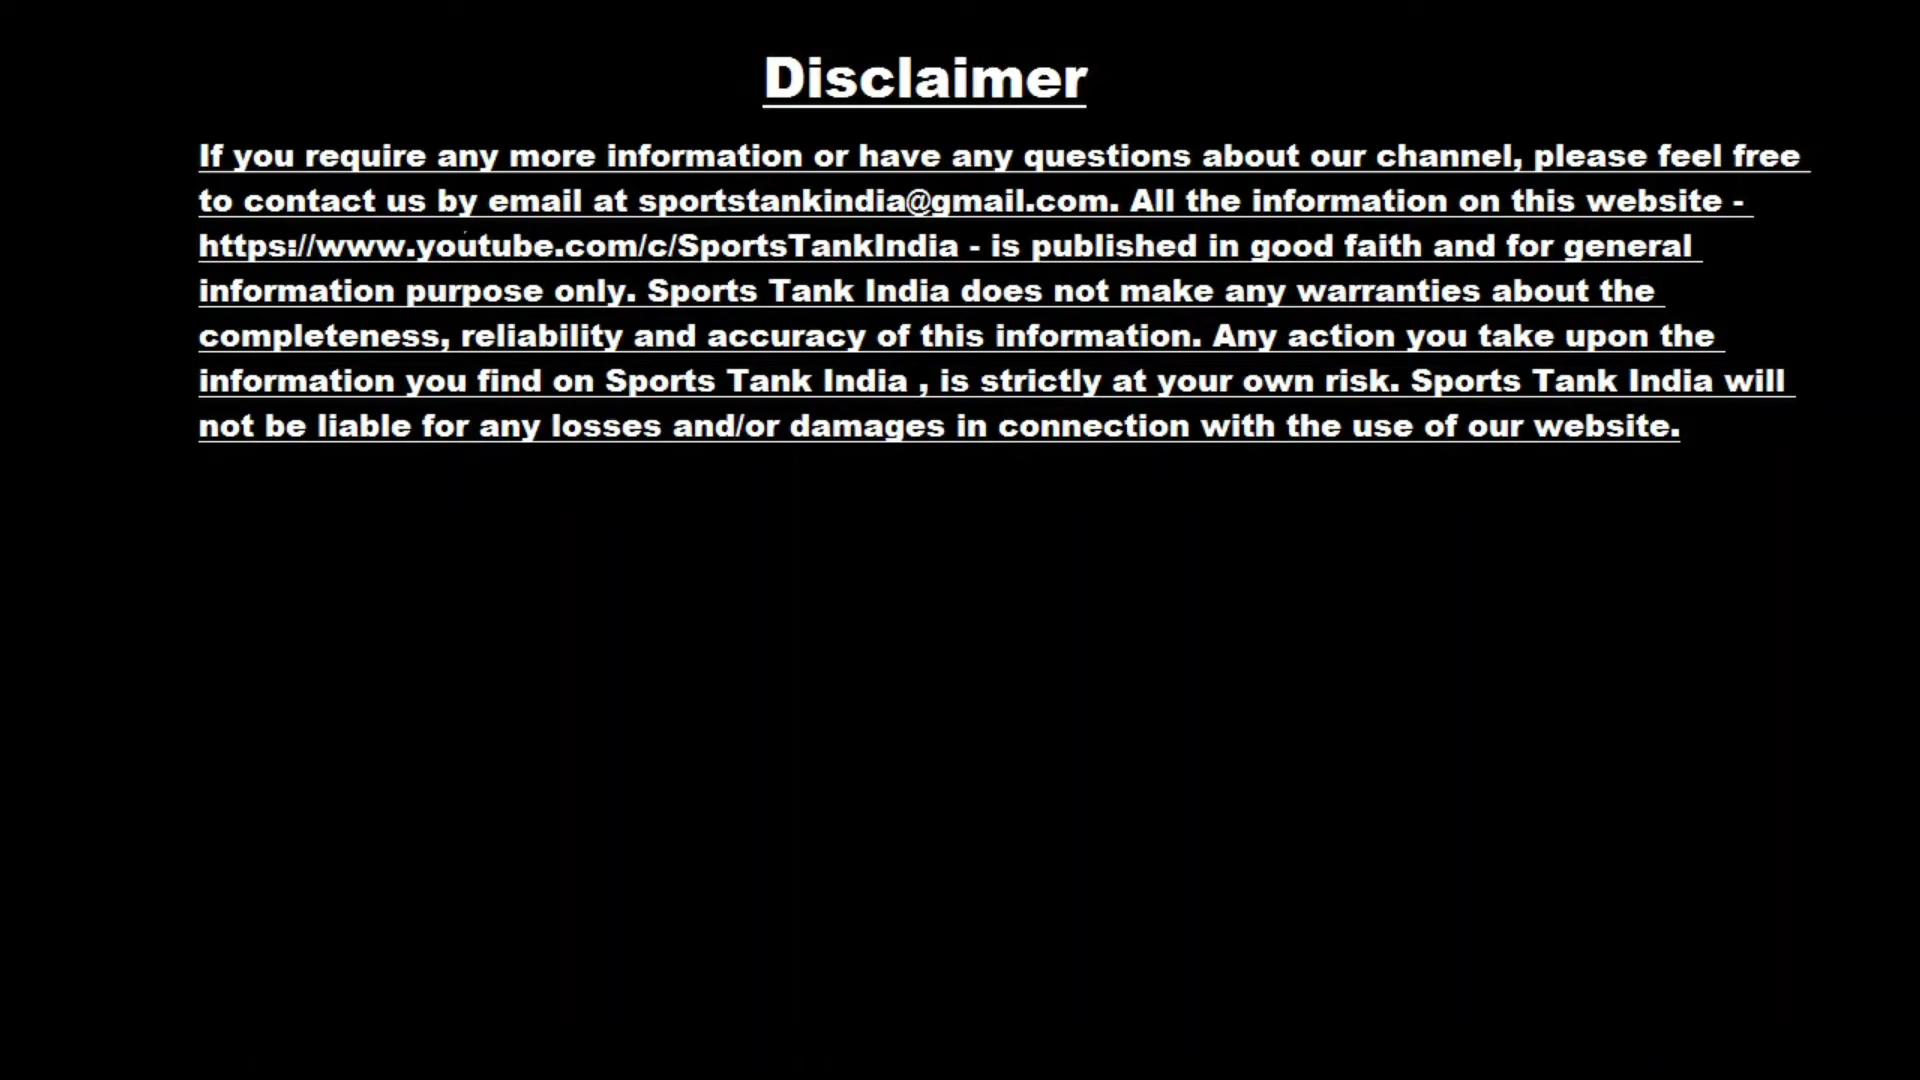 Disclaimer
If you require any more information or have any questions about our channel, please feel free
to contact us by email at sportstankindia@gmail.com. All the information on this website -
https://www.youtube.com/c/SportsTankIndia - is published in good faith and for general
information purpose only. Sports Tank India does not make any warranties about the
completeness, reliability and accuracy of this information. Any action you take upon the
information you find on Sports Tank India , is strictly at your own risk. Sports Tank India will
not be liable for any losses and/or damages in connection with the use of our website.